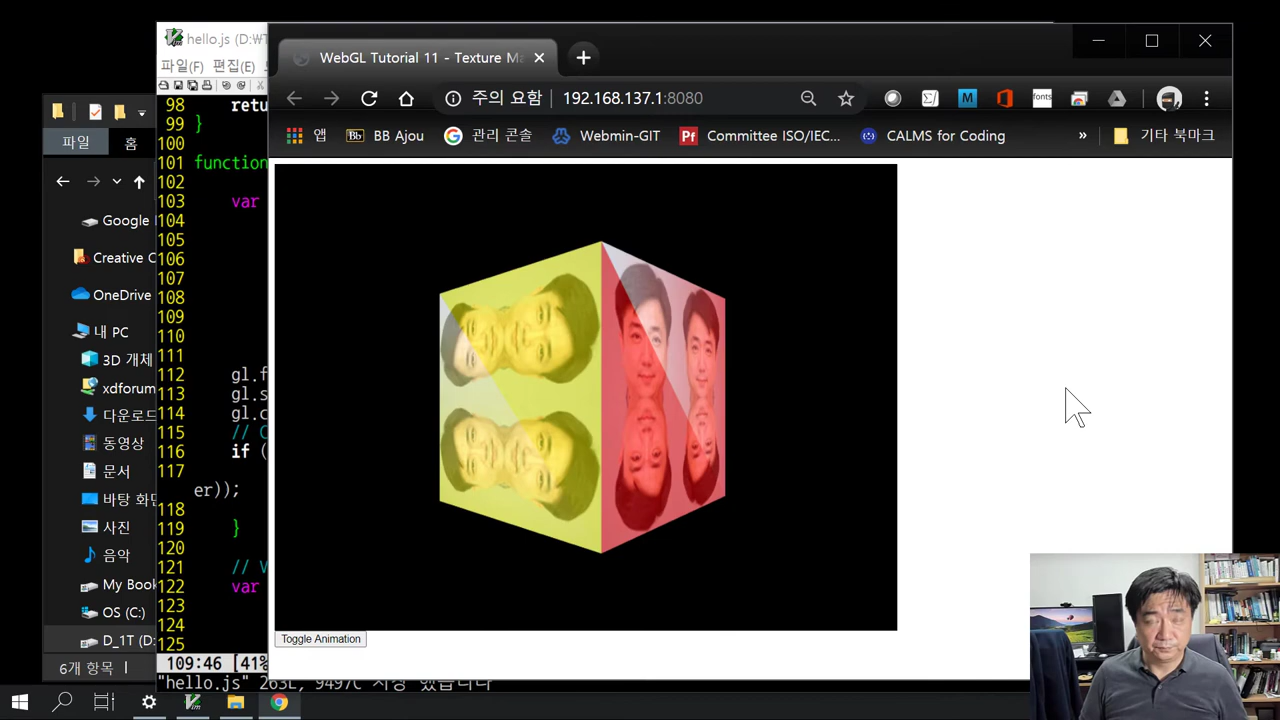 hello.js (D:\T
파일(F) 편집(E)
WebGL Tutorial 11 - Texture Ma
주의 요함 192.168.137.1:8080
fonts
앱 Bb BB Ajou 관리 콘솔 Webmin-GIT Pf Committee ISO/IEC... CALMS for Coding » 기타 북마크
파일 홈
Google
Creative C
OneDrive
내 PC
3D 개체
xdforum
다운로드
동영상
문서
바탕 화면
사진
음악
My Book
OS (C:)
D_1T (D:
6개 항목
98 retu
99 }
100
101 function
102
103 var
104
105
106
107
108
109
110
111
112 gl.f
113 gl.s
114 gl.c
115 // C
116 if (
117
er));
118
119 }
120
121 // V
122 var
123
124
125
109:46 [41%
"hello.js" 263L, 9497C 저장 했습니다
Toggle Animation